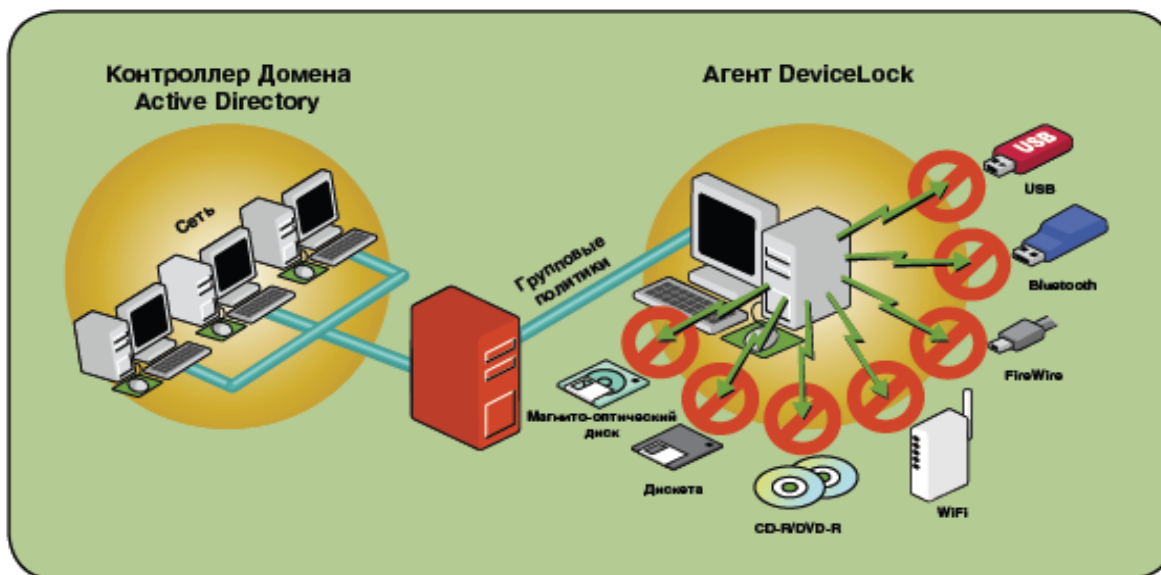 Контроллер Домена
Active Directory
Агент DeviceLock
Сеть
Групповые
политики
USB
USB
Bluetooth
FireWire
WiFi
CD-R/DVD-R
Дискета
Магнито-оптический
диск